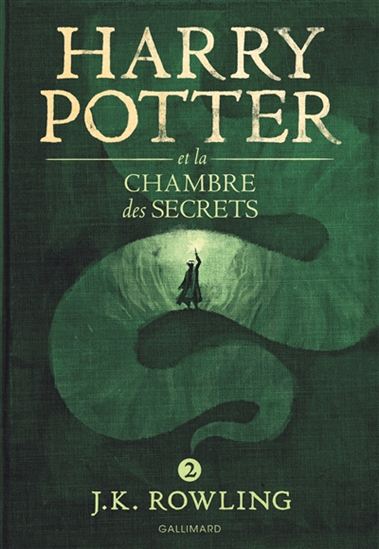 HARRY
POTTER
et la
CHAMBRE
des SECRETS
2
J.K. ROWLING
GALLIMARD